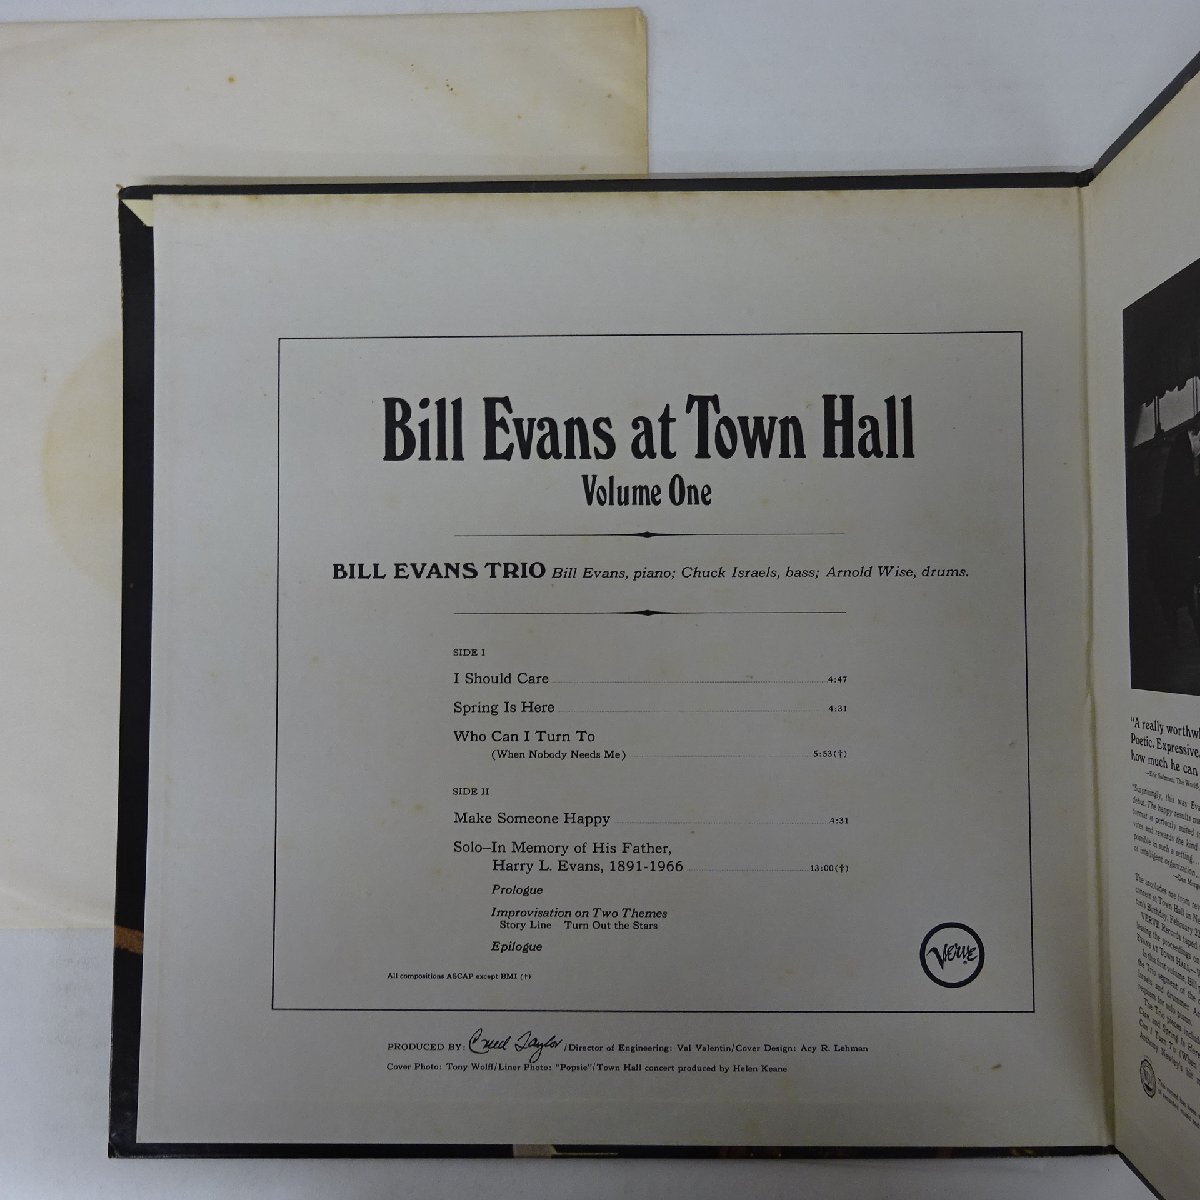 Bill Evans at Town Hall
Volume One
BILL EVANS TRIO Bill Evans, piano; Chuck Israels, bass; Arnold Wise, drums.
SIDE I
I Should Care 4:47
Spring Is Here 4:31
Who Can I Turn To
(When Nobody Needs Me) 5:53(†)
SIDE II
Make Someone Happy 4:31
Solo—In Memory of His Father,
Harry L. Evans, 1891-1966 13:00(†)
Prologue
Improvisation on Two Themes
Story Line Turn Out the Stars
Epilogue
All compositions ASCAP except BMI (†)
Verve
PRODUCED BY: Creed Taylor/Director of Engineering: Val Valentin/Cover Design: Acy R. Lehman
Cover Photo: Tony Wolff/Liner Photo: "Popsie"/Town Hall concert produced by Helen Keane
"A really
Poetic. Expressive.
how much he can